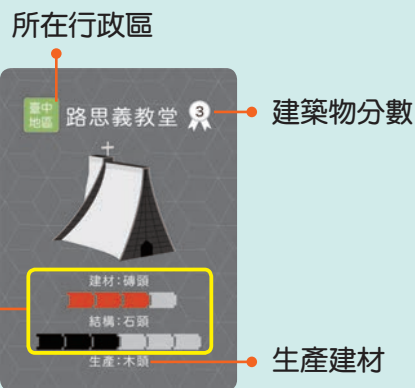 所在行政區
臺中
地區
路思義教堂
3
建築物分數
建材:磚頭
結構:石頭
生產:木頭
生產建材